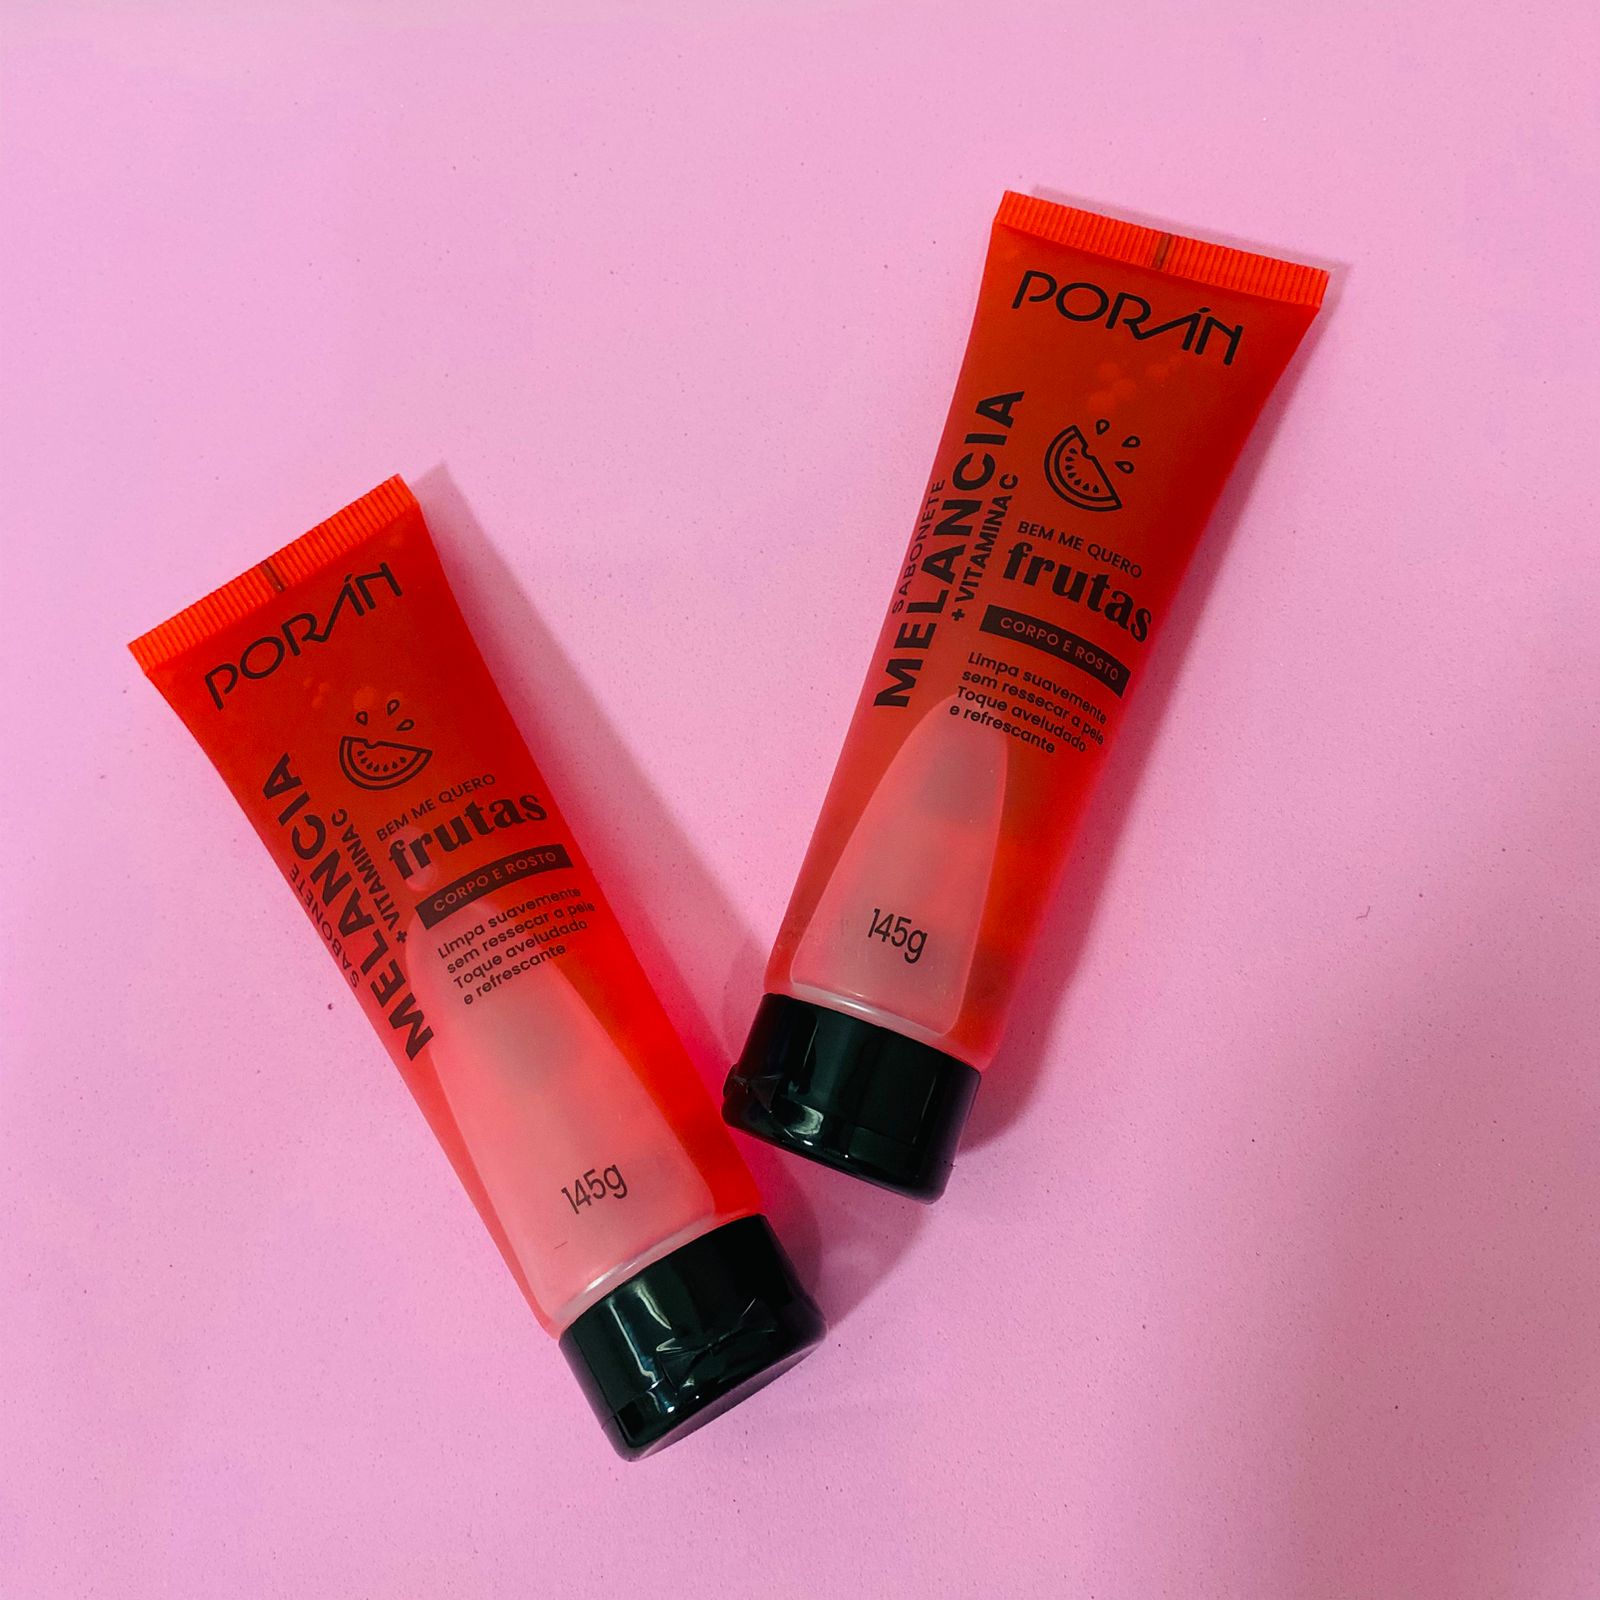 PORÁN
SABONETE
MELANCIA
+ VITAMINA C
BEM ME QUERO
frutas
CORPO E ROSTO
Limpa suavemente
sem ressecar a pele
Toque aveludado
e refrescante
145g
PORÁN
SABONETE
MELANCIA
+ VITAMINA C
BEM ME QUERO
frutas
CORPO E ROSTO
Limpa suavemente
sem ressecar a pele
Toque aveludado
e refrescante
145g